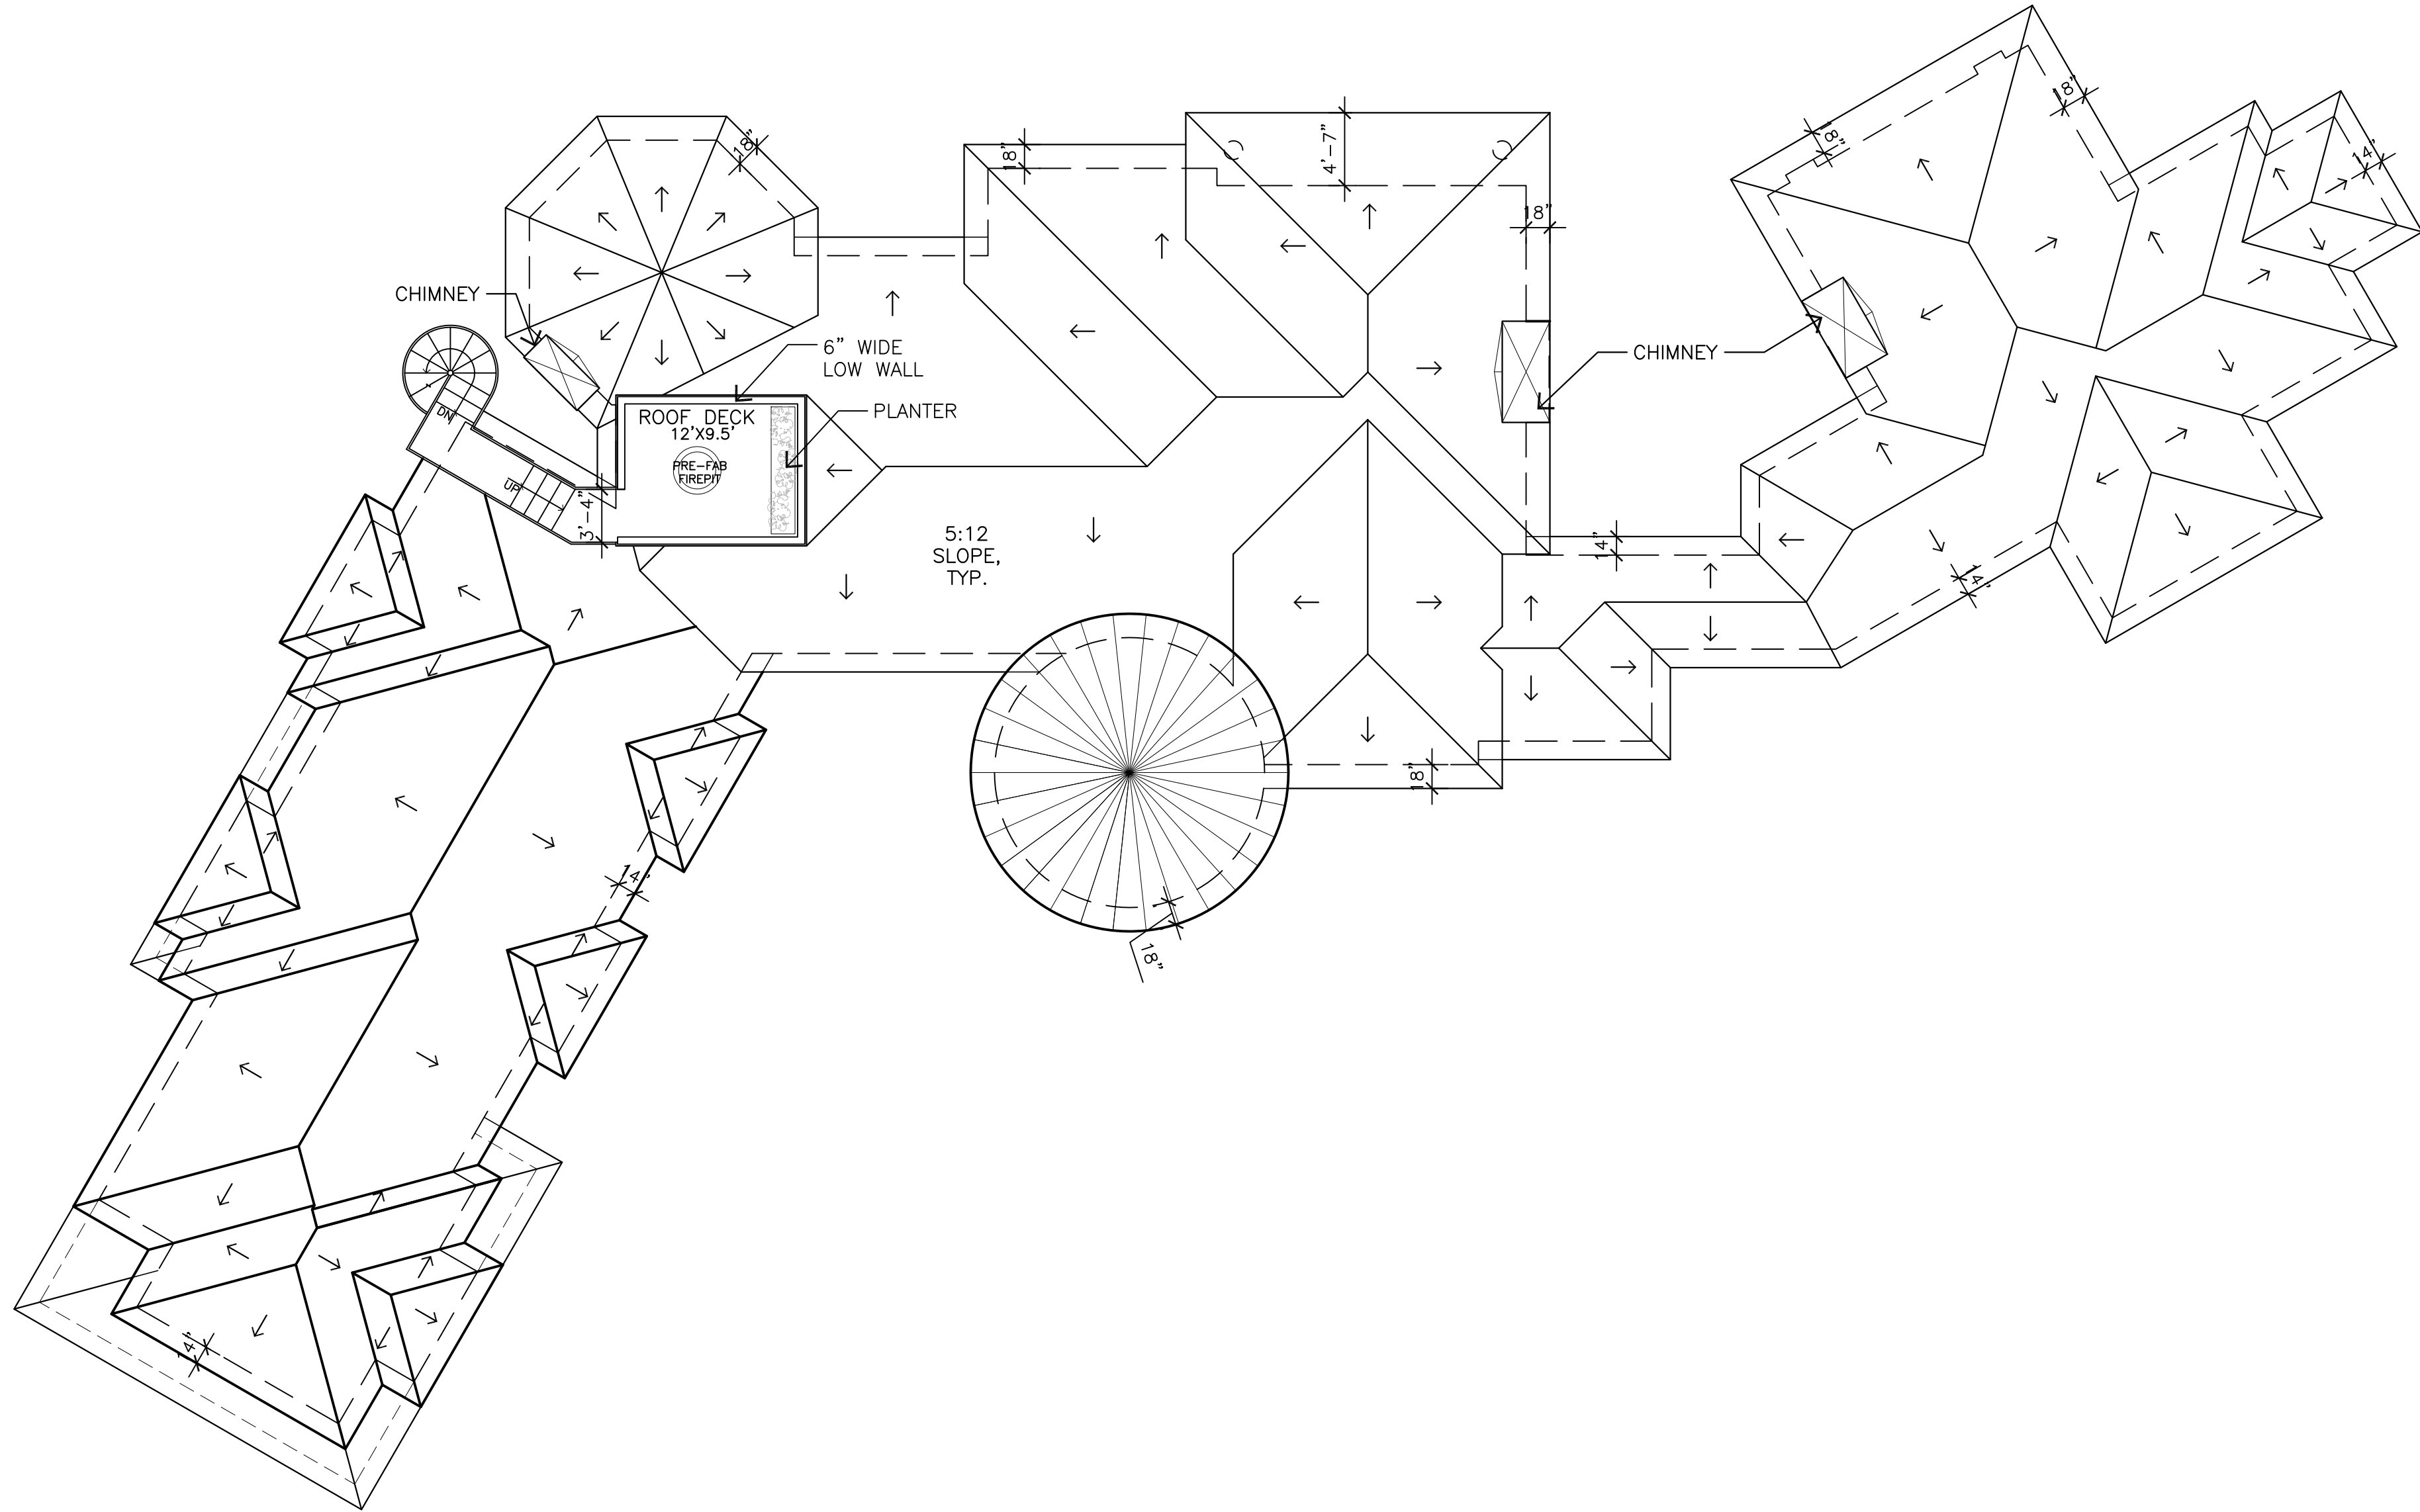 18"
18"
4'-7"
18"
18"
18"
14"
CHIMNEY
6" WIDE
LOW WALL
CHIMNEY
PLANTER
ROOF DECK
12'X9.5'
PRE-FAB
FIREPIT
DN
UP
3'-4"
5:12
SLOPE,
TYP.
14"
14"
18"
14"
18"
14"